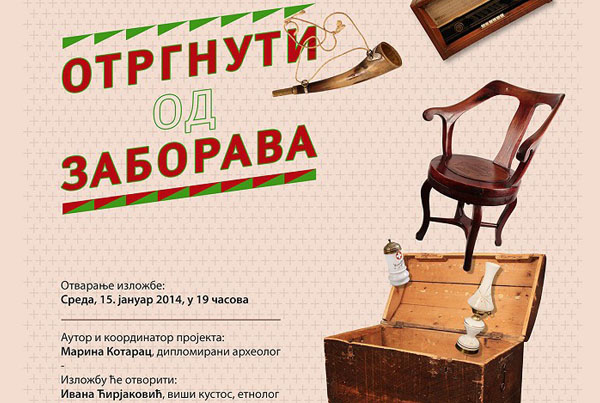 ОТРГНУТИ
ОД
ЗАБОРАВА
Отварање изложбе:
Среда, 15. јануар 2014, у 19 часова
Аутор и координатор пројекта:
Марина Котарац, дипломирани археолог
-
Изложбу ће отворити:
Ивана Ћирјаковић, виши кустос, етнолог